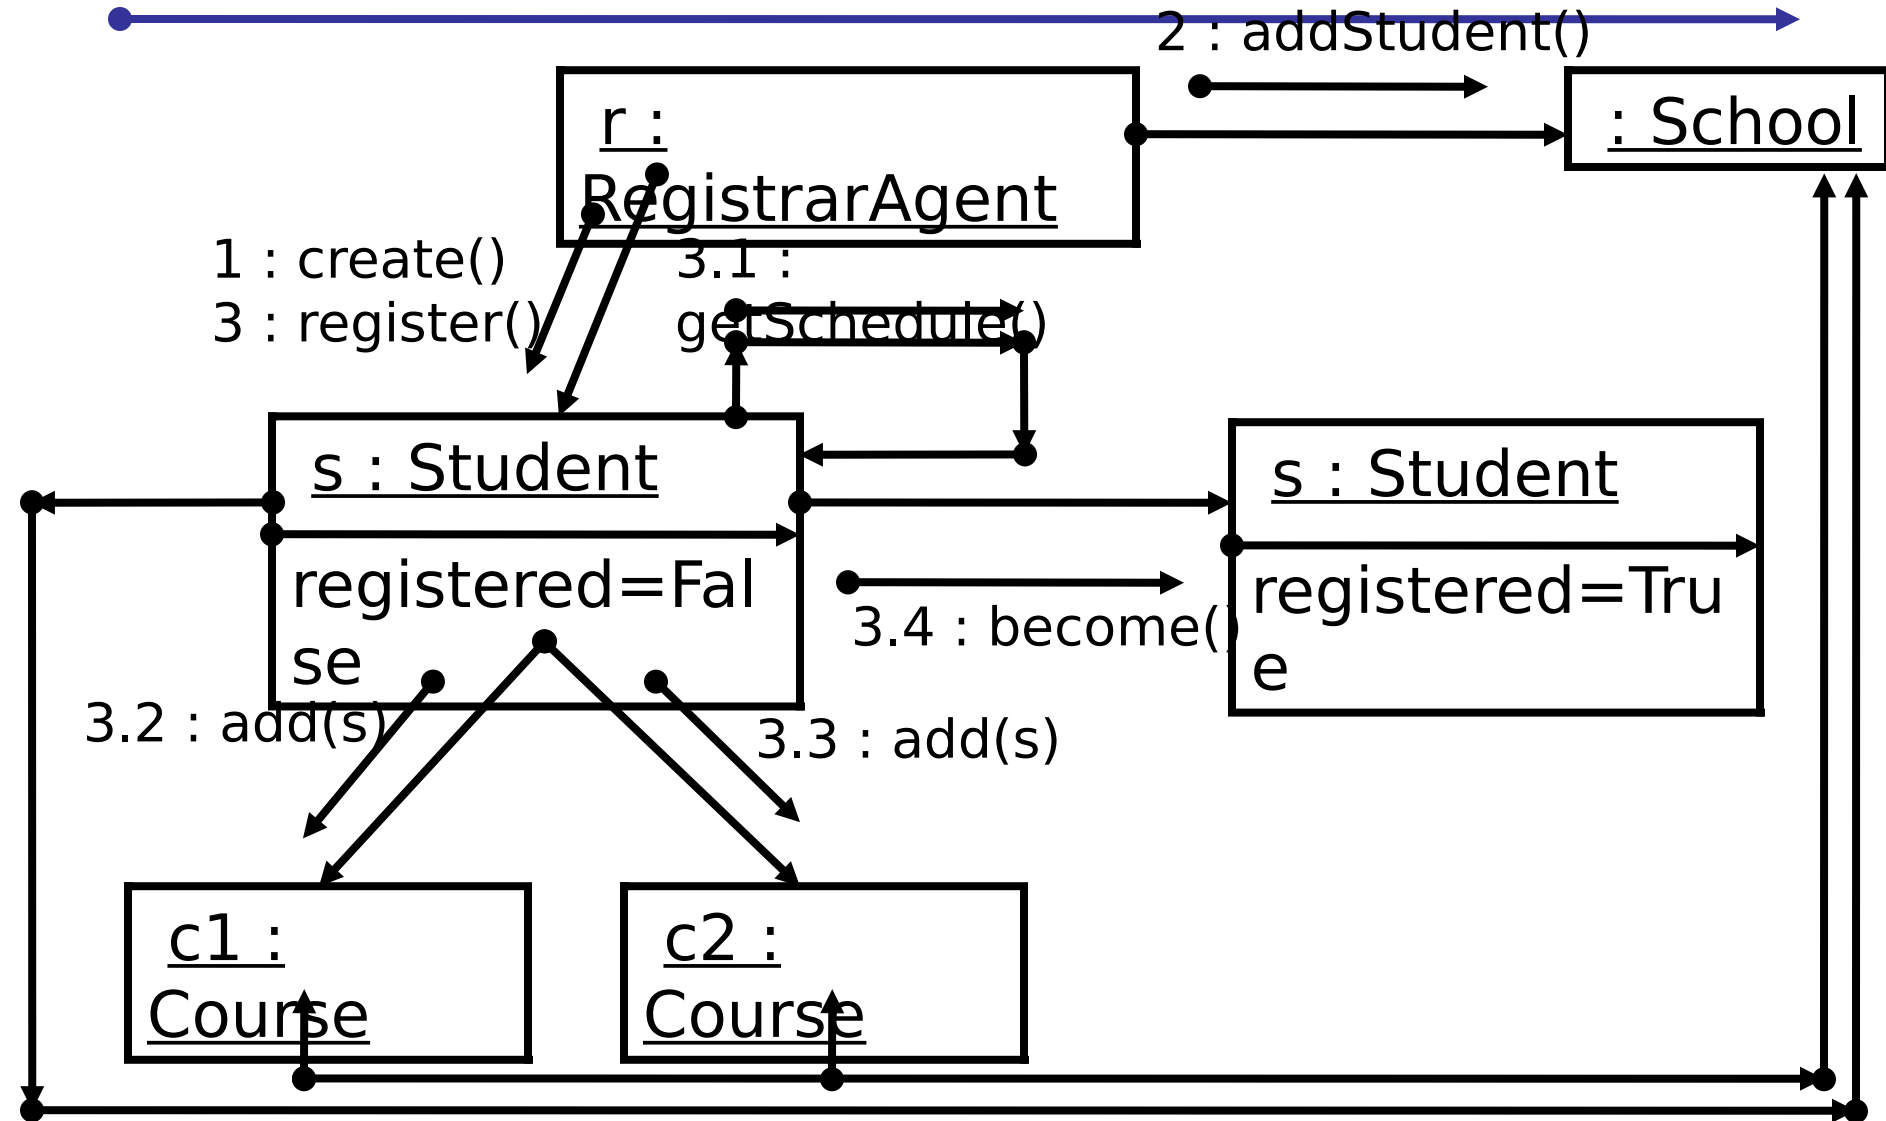 2 : addStudent()
r :
RegistrarAgent
: School
1 : create()
3 : register()
3.1 :
getSchedule()
s : Student
registered=Fal
se
s : Student
registered=Tru
e
3.4 : become()
3.2 : add(s)
3.3 : add(s)
c1 :
Course
c2 :
Course